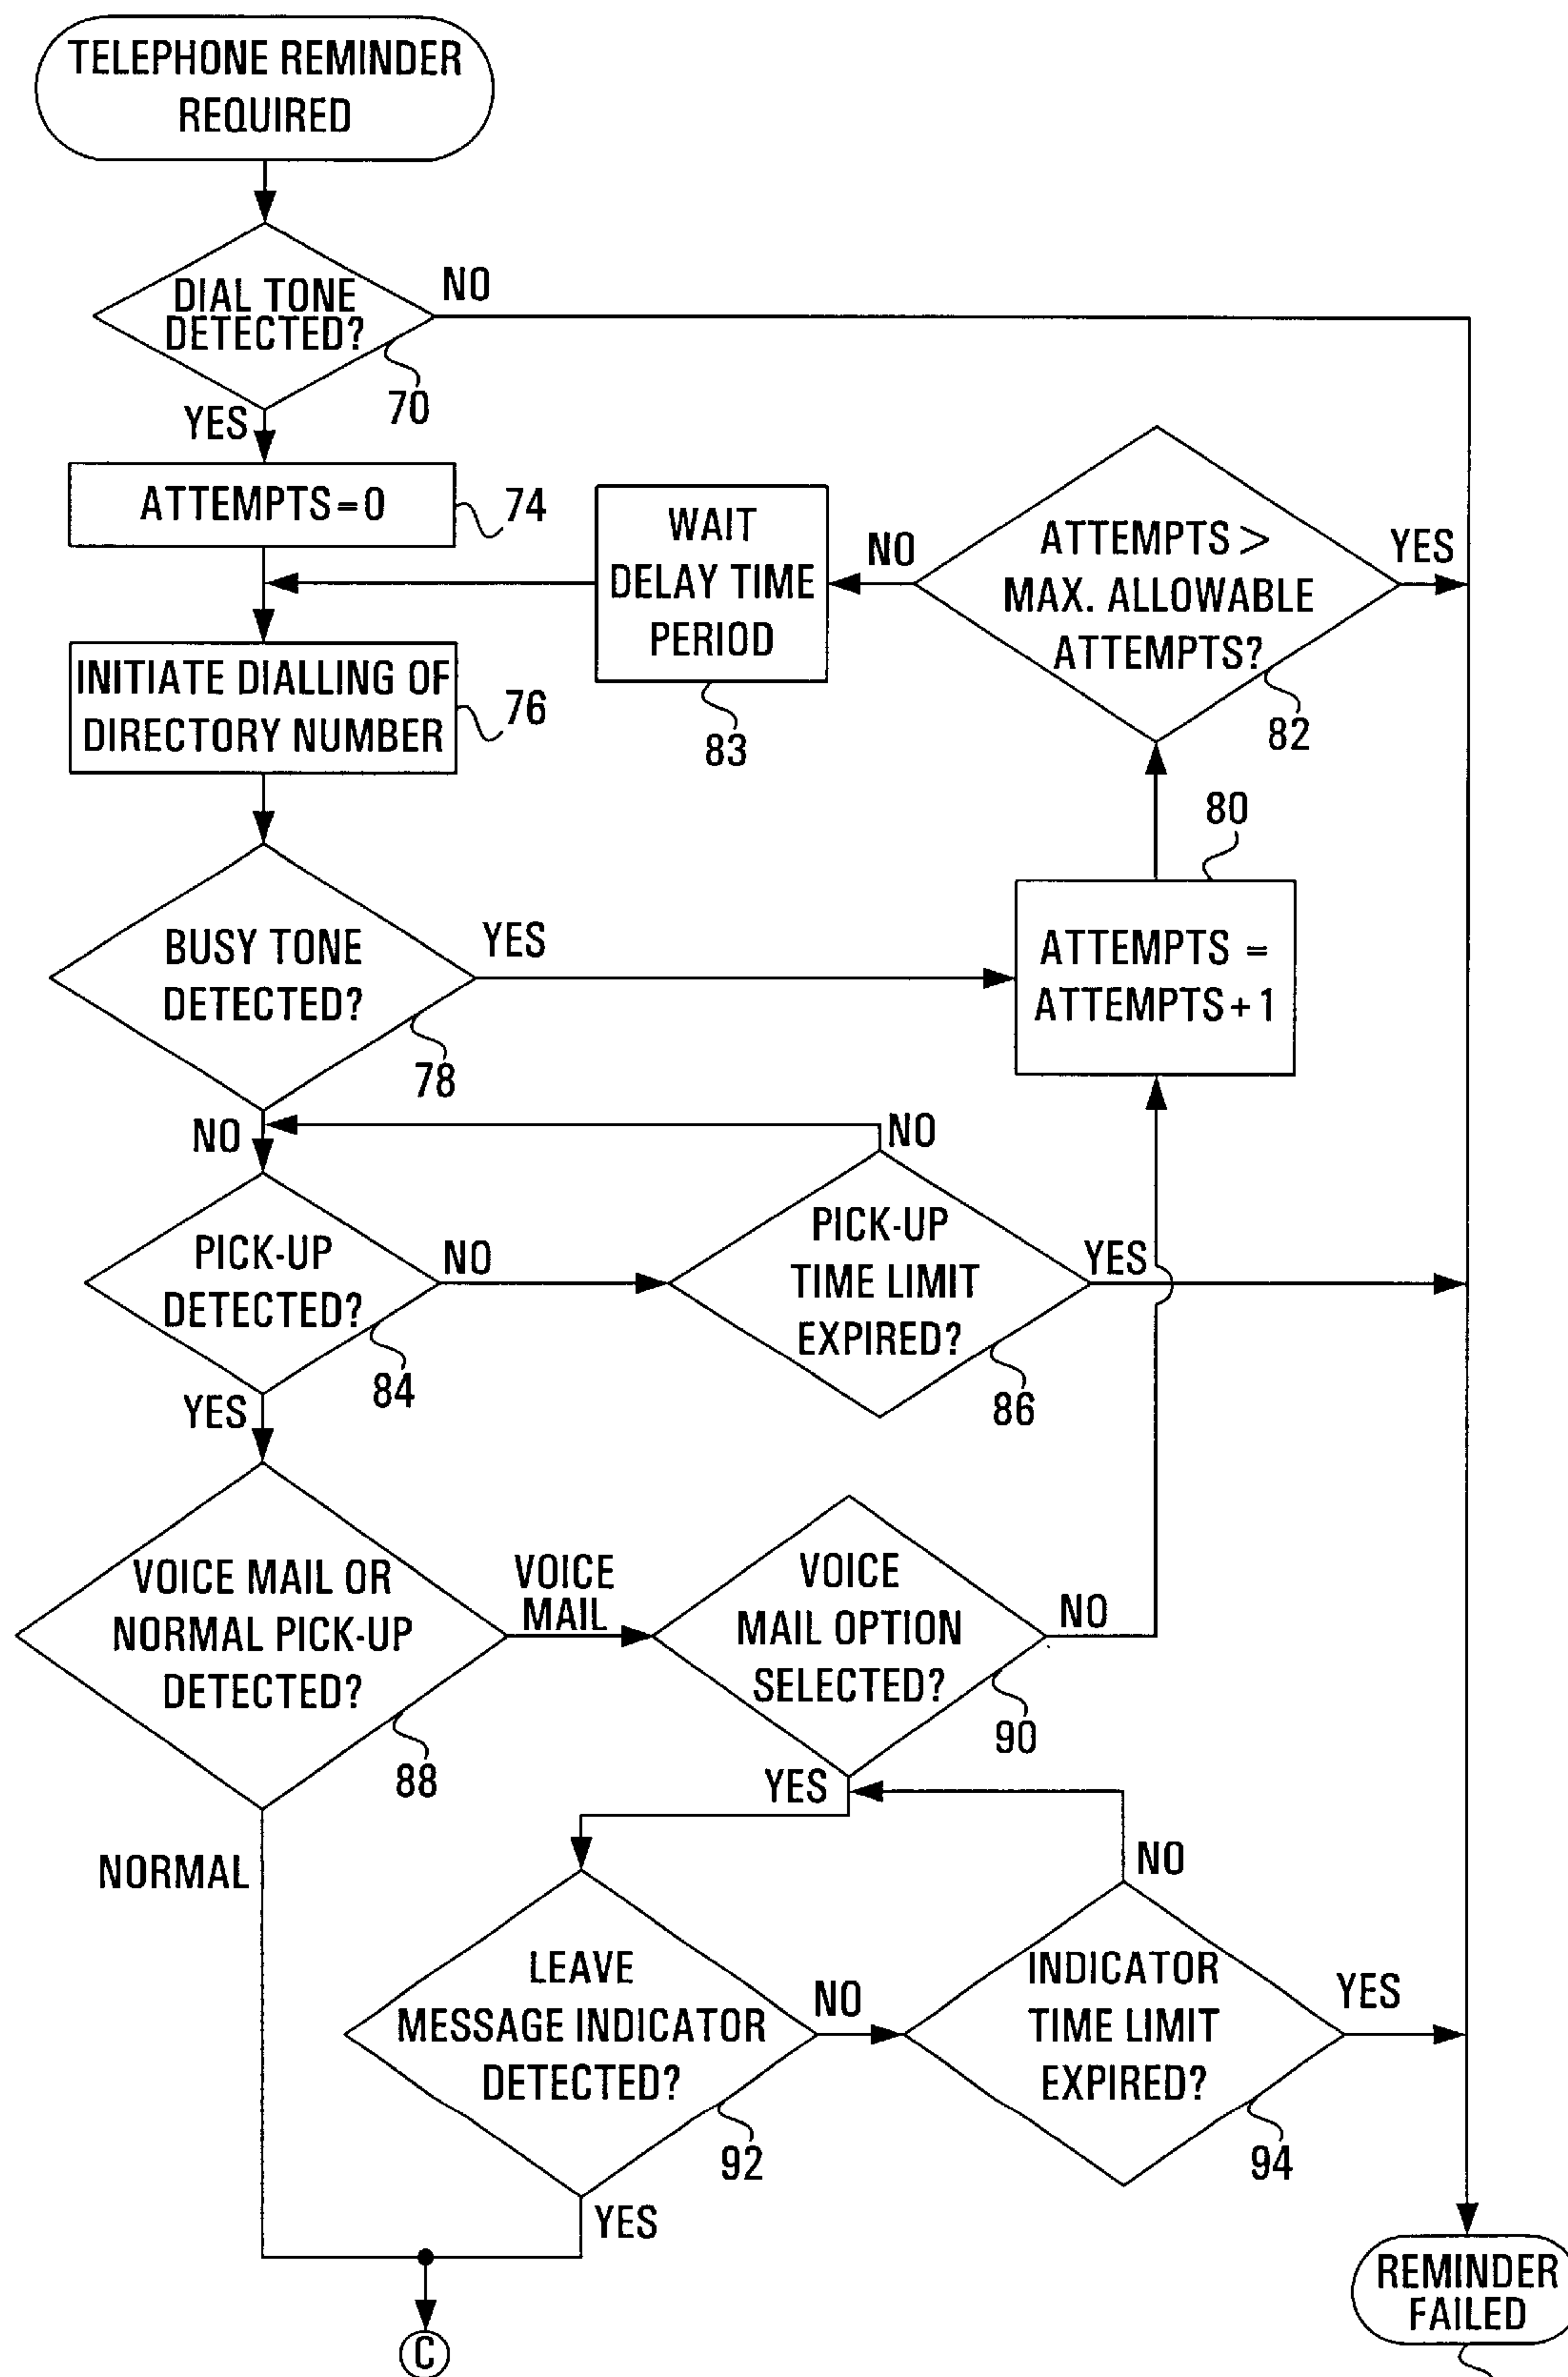 TELEPHONE REMINDER
REQUIRED
DIAL TONE
DETECTED?
NO
70
YES
ATTEMPTS=0
74
WAIT
DELAY TIME
PERIOD
83
NO
ATTEMPTS >
MAX. ALLOWABLE
ATTEMPTS?
YES
82
INITIATE DIALLING OF
DIRECTORY NUMBER
76
80
ATTEMPTS =
ATTEMPTS+1
BUSY TONE
DETECTED?
YES
78
NO
NO
PICK-UP
DETECTED?
NO
84
PICK-UP
TIME LIMIT
EXPIRED?
YES
86
YES
VOICE MAIL OR
NORMAL PICK-UP
DETECTED?
VOICE
MAIL
88
VOICE
MAIL OPTION
SELECTED?
NO
90
YES
NORMAL
NO
LEAVE
MESSAGE INDICATOR
DETECTED?
NO
92
INDICATOR
TIME LIMIT
EXPIRED?
YES
94
YES
REMINDER
FAILED
C